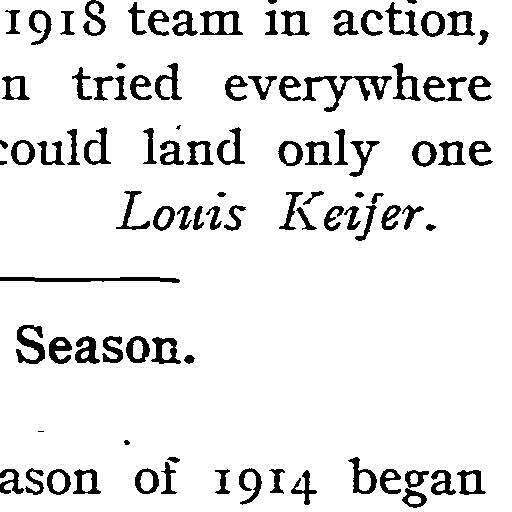 1918 team in action,
n tried everywhere
could land only one
Louis Keifer.
Season.
ason of 1914 began